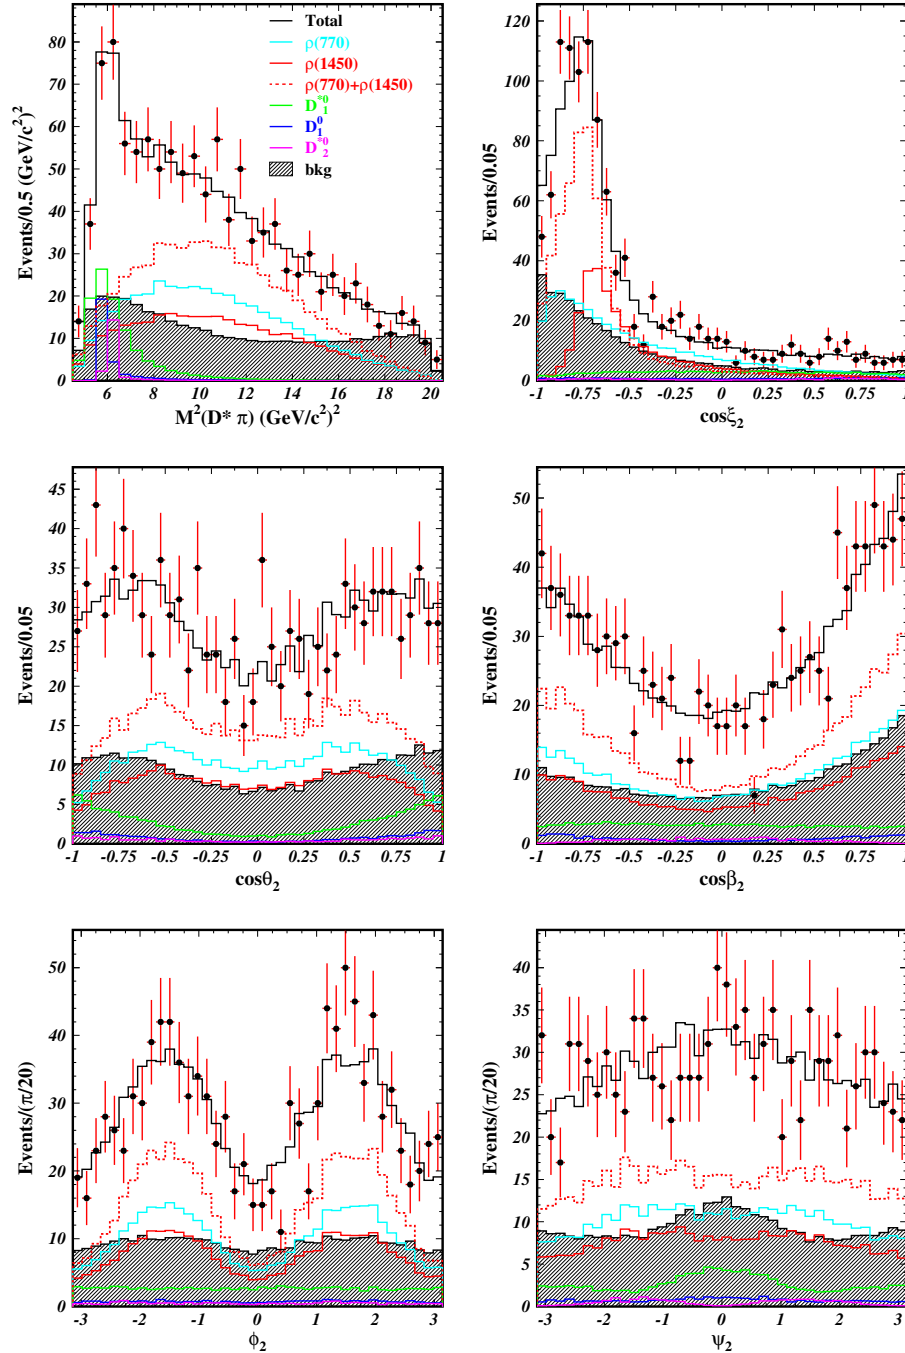 Total
ρ(770)
ρ(1450)
ρ(770)+ρ(1450)
D*⁰₁
D⁰₁
D*⁰₂
bkg
Events/0.5 (GeV/c²)²
80
70
60
50
40
30
20
10
0
6 8 10 12 14 16 18 20
M²(D* π) (GeV/c²)²
Events/0.05
120
100
80
60
40
20
0
-1 -0.75 -0.5 -0.25 0 0.25 0.5 0.75 1
cosξ₂
Events/0.05
45
40
35
30
25
20
15
10
5
0
-1 -0.75 -0.5 -0.25 0 0.25 0.5 0.75 1
cosθ₂
Events/0.05
50
40
30
20
10
0
-1 -0.75 -0.5 -0.25 0 0.25 0.5 0.75 1
cosβ₂
Events/(π/20)
50
40
30
20
10
0
-3 -2 -1 0 1 2 3
ϕ₂
Events/(π/20)
40
35
30
25
20
15
10
5
0
-3 -2 -1 0 1 2 3
ψ₂